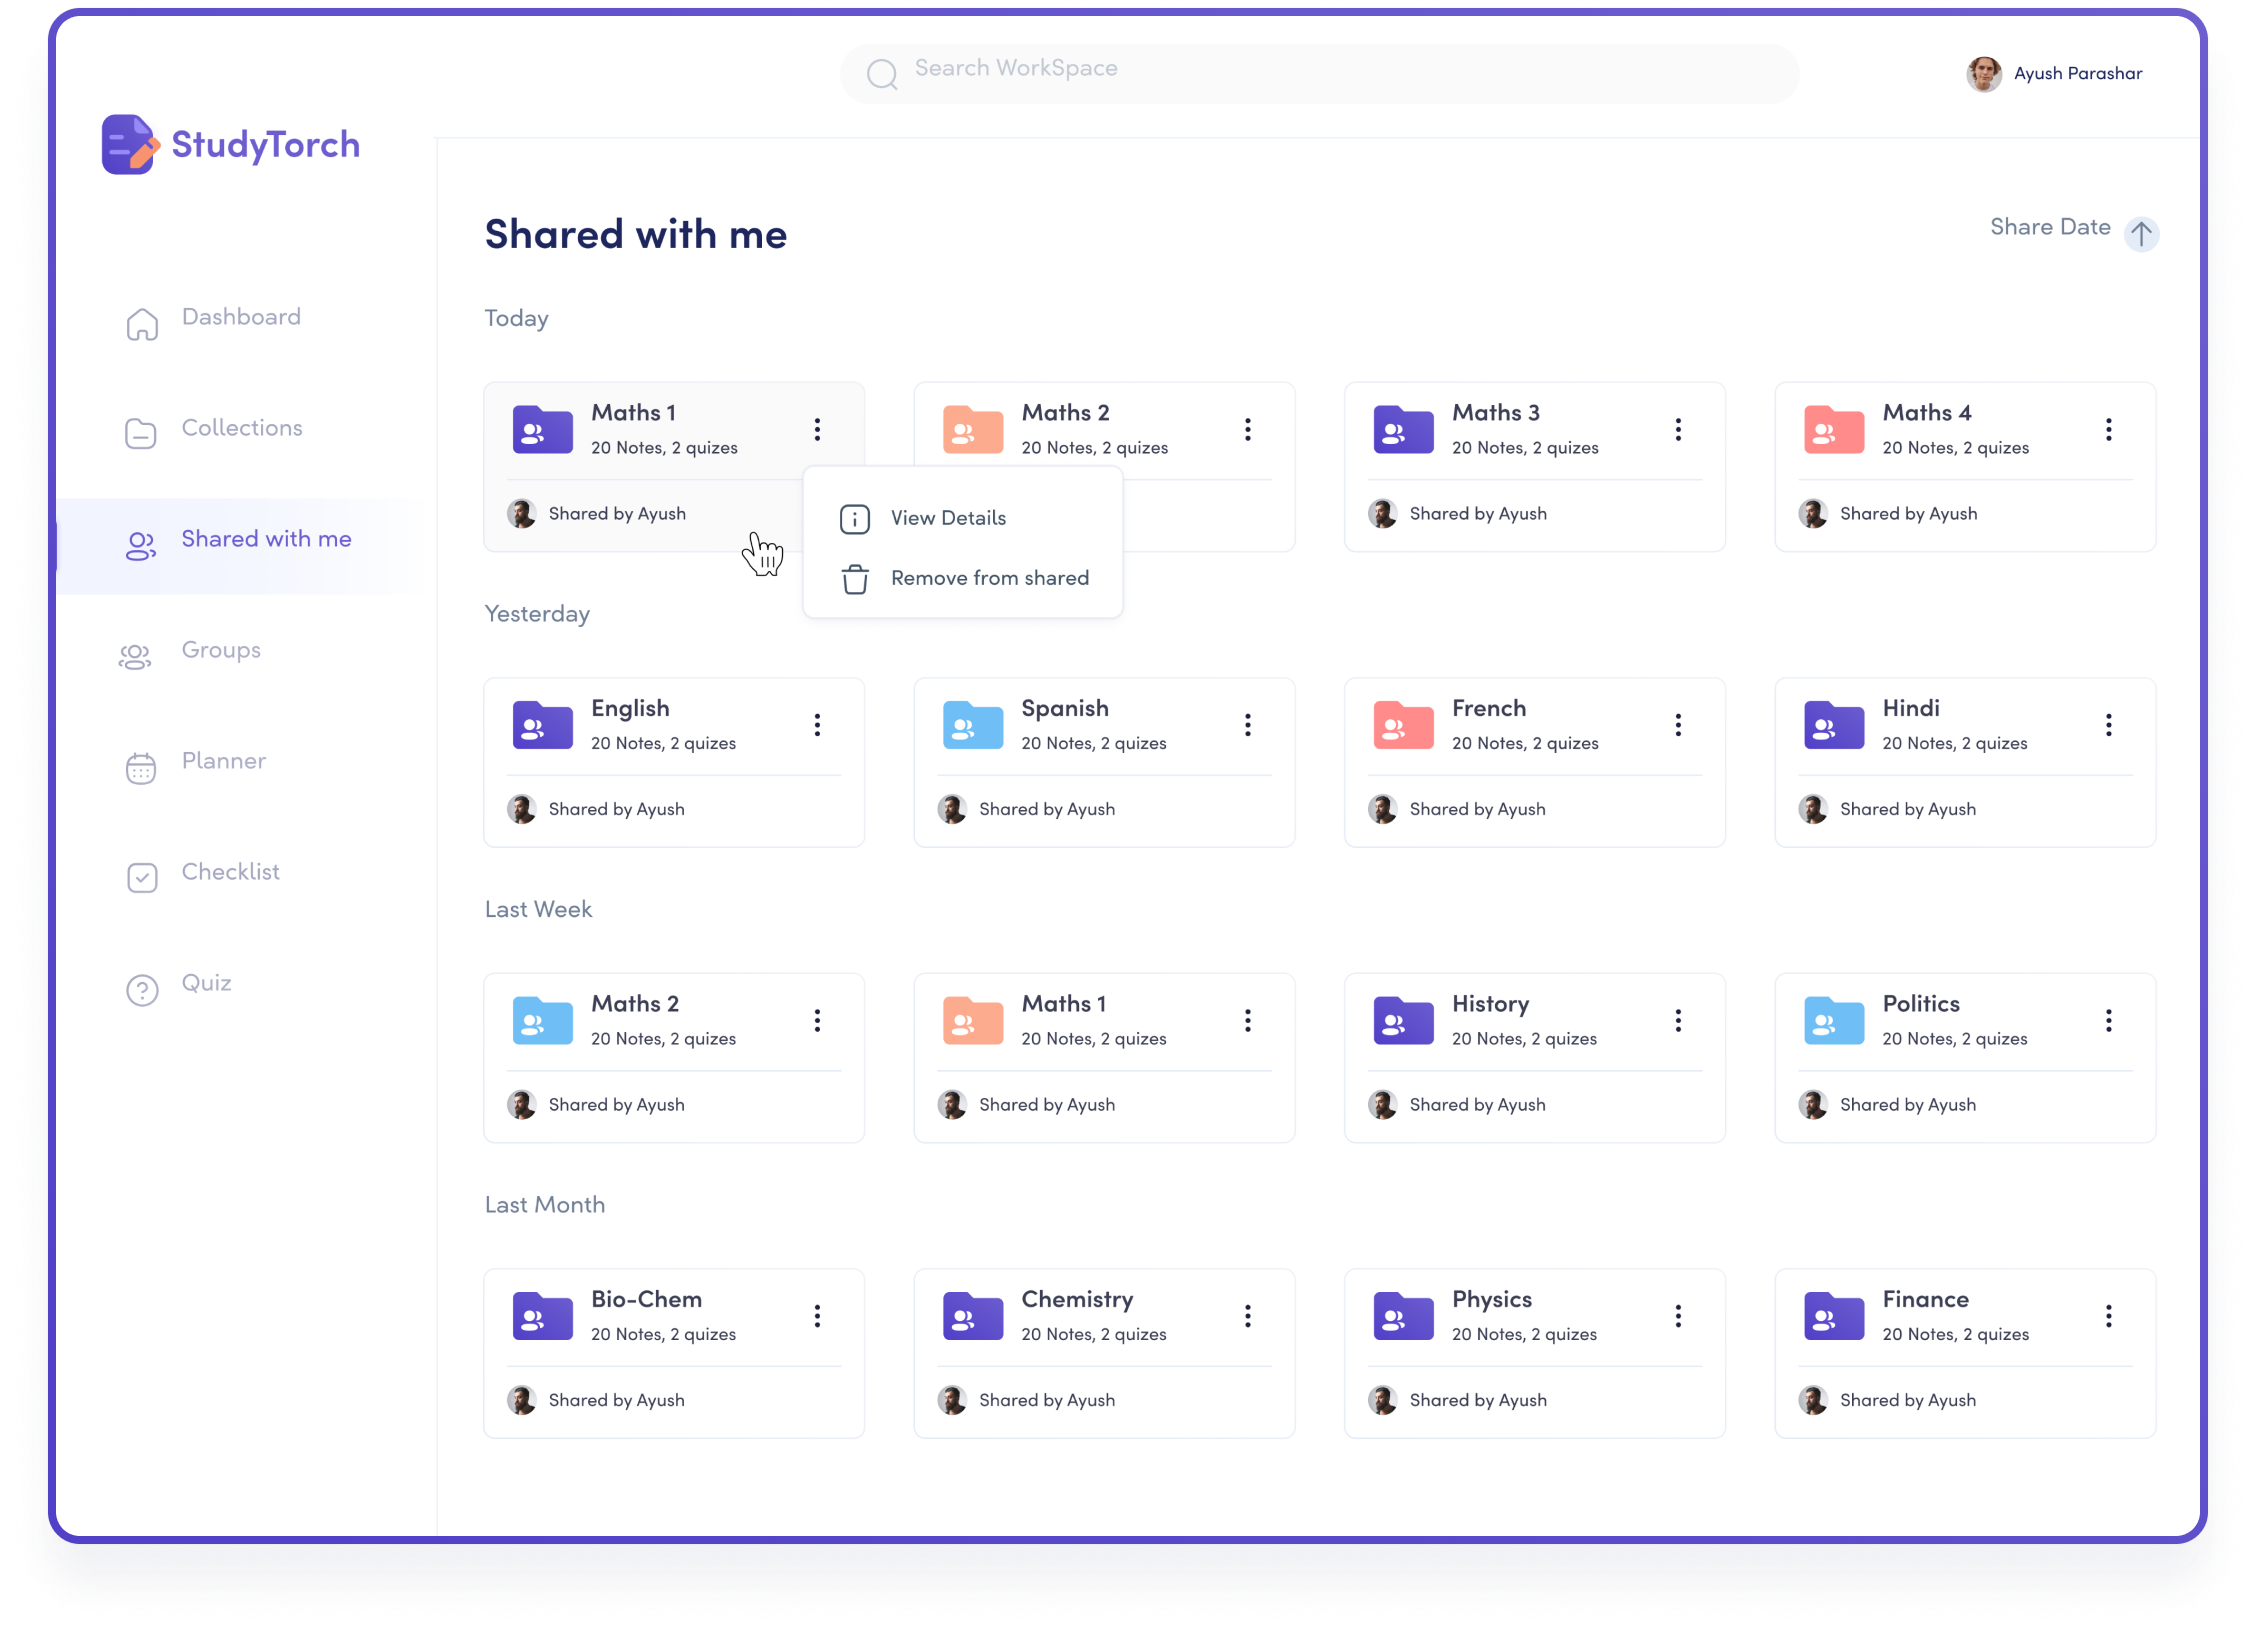 Search WorkSpace
Ayush Parashar
StudyTorch
Dashboard
Collections
Shared with me
Groups
Planner
Checklist
Quiz
Shared with me
Share Date
Today
Maths 1
20 Notes, 2 quizes
Shared by Ayush
Maths 2
20 Notes, 2 quizes
Maths 3
20 Notes, 2 quizes
Shared by Ayush
Maths 4
20 Notes, 2 quizes
Shared by Ayush
View Details
Remove from shared
Yesterday
English
20 Notes, 2 quizes
Shared by Ayush
Spanish
20 Notes, 2 quizes
Shared by Ayush
French
20 Notes, 2 quizes
Shared by Ayush
Hindi
20 Notes, 2 quizes
Shared by Ayush
Last Week
Maths 2
20 Notes, 2 quizes
Shared by Ayush
Maths 1
20 Notes, 2 quizes
Shared by Ayush
History
20 Notes, 2 quizes
Shared by Ayush
Politics
20 Notes, 2 quizes
Shared by Ayush
Last Month
Bio-Chem
20 Notes, 2 quizes
Shared by Ayush
Chemistry
20 Notes, 2 quizes
Shared by Ayush
Physics
20 Notes, 2 quizes
Shared by Ayush
Finance
20 Notes, 2 quizes
Shared by Ayush